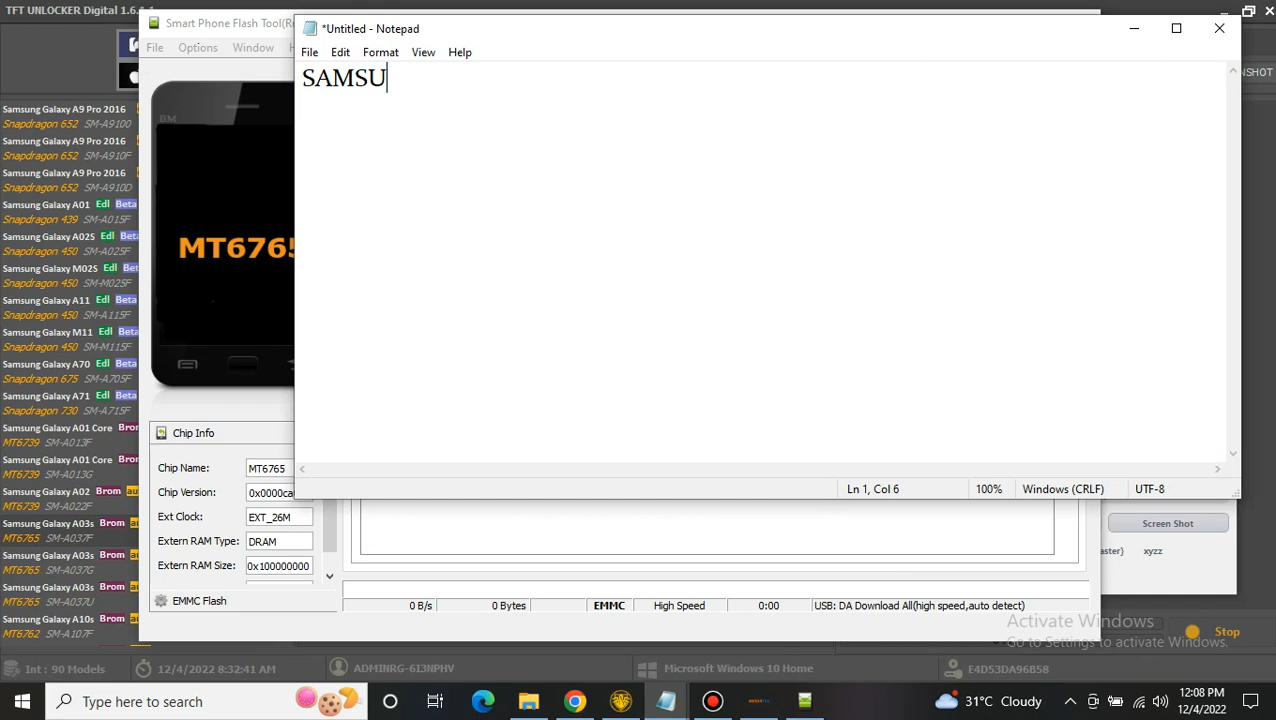 TFT UNLOCKER Digital 1.6.
Smart Phone Flash Tool(Ru
*Untitled - Notepad
File Options Window H
File Edit Format View Help
SAMSU
NSHOT
BM
MT6765
Samsung Galaxy A9 Pro 2016
Snapdragon 652 SM-A9100
Samsung Galaxy A9 Pro 2016
Snapdragon 652 SM-A910F
Samsung Galaxy A9 Pro 2016
Snapdragon 652 SM-A910D
Samsung Galaxy A01 Edl Beta
Snapdragon 439 SM-A015F
Samsung Galaxy A02S Edl Beta
Snapdragon 450 SM-A025F
Samsung Galaxy M02S Edl Beta
Snapdragon 450 SM-M025F
Samsung Galaxy A11 Edl Beta
Snapdragon 450 SM-A115F
Samsung Galaxy M11 Edl Beta
Snapdragon 450 SM-M115F
Samsung Galaxy A70 Edl Beta
Snapdragon 675 SM-A705F
Samsung Galaxy A71 Edl Beta
Snapdragon 730 SM-A715F
Samsung Galaxy A01 Core Brom
MT6739 SM-A013F
Samsung Galaxy A01 Core Brom
MT6739 SM-A013G
Samsung Galaxy A02 Brom au
MT6739 SM-A022F
Samsung Galaxy A03s Brom a
MT6765 SM-A037F
Samsung Galaxy A03s Brom a
MT6765 SM-A037G
Samsung Galaxy A03s Brom a
MT6765 SM-A037U
Samsung Galaxy A10s Brom a
MT6762 SM-A107F
Chip Info
Chip Name: MT6765
Chip Version: 0x0000ca
Ext Clock: EXT_26M
Extern RAM Type: DRAM
Extern RAM Size: 0x100000000
EMMC Flash
Ln 1, Col 6 100% Windows (CRLF) UTF-8
Screen Shot
aster) xyzz
0 B/s 0 Bytes EMMC High Speed 0:00 USB: DA Download All(high speed,auto detect)
Activate Windows
Go to Settings to activate Windows.
Stop
Int : 90 Models 12/4/2022 8:32:41 AM ADMINRG-6I3NPHV Microsoft Windows 10 Home E4D53DA96B58
Type here to search
31°C Cloudy
12:08 PM
12/4/2022